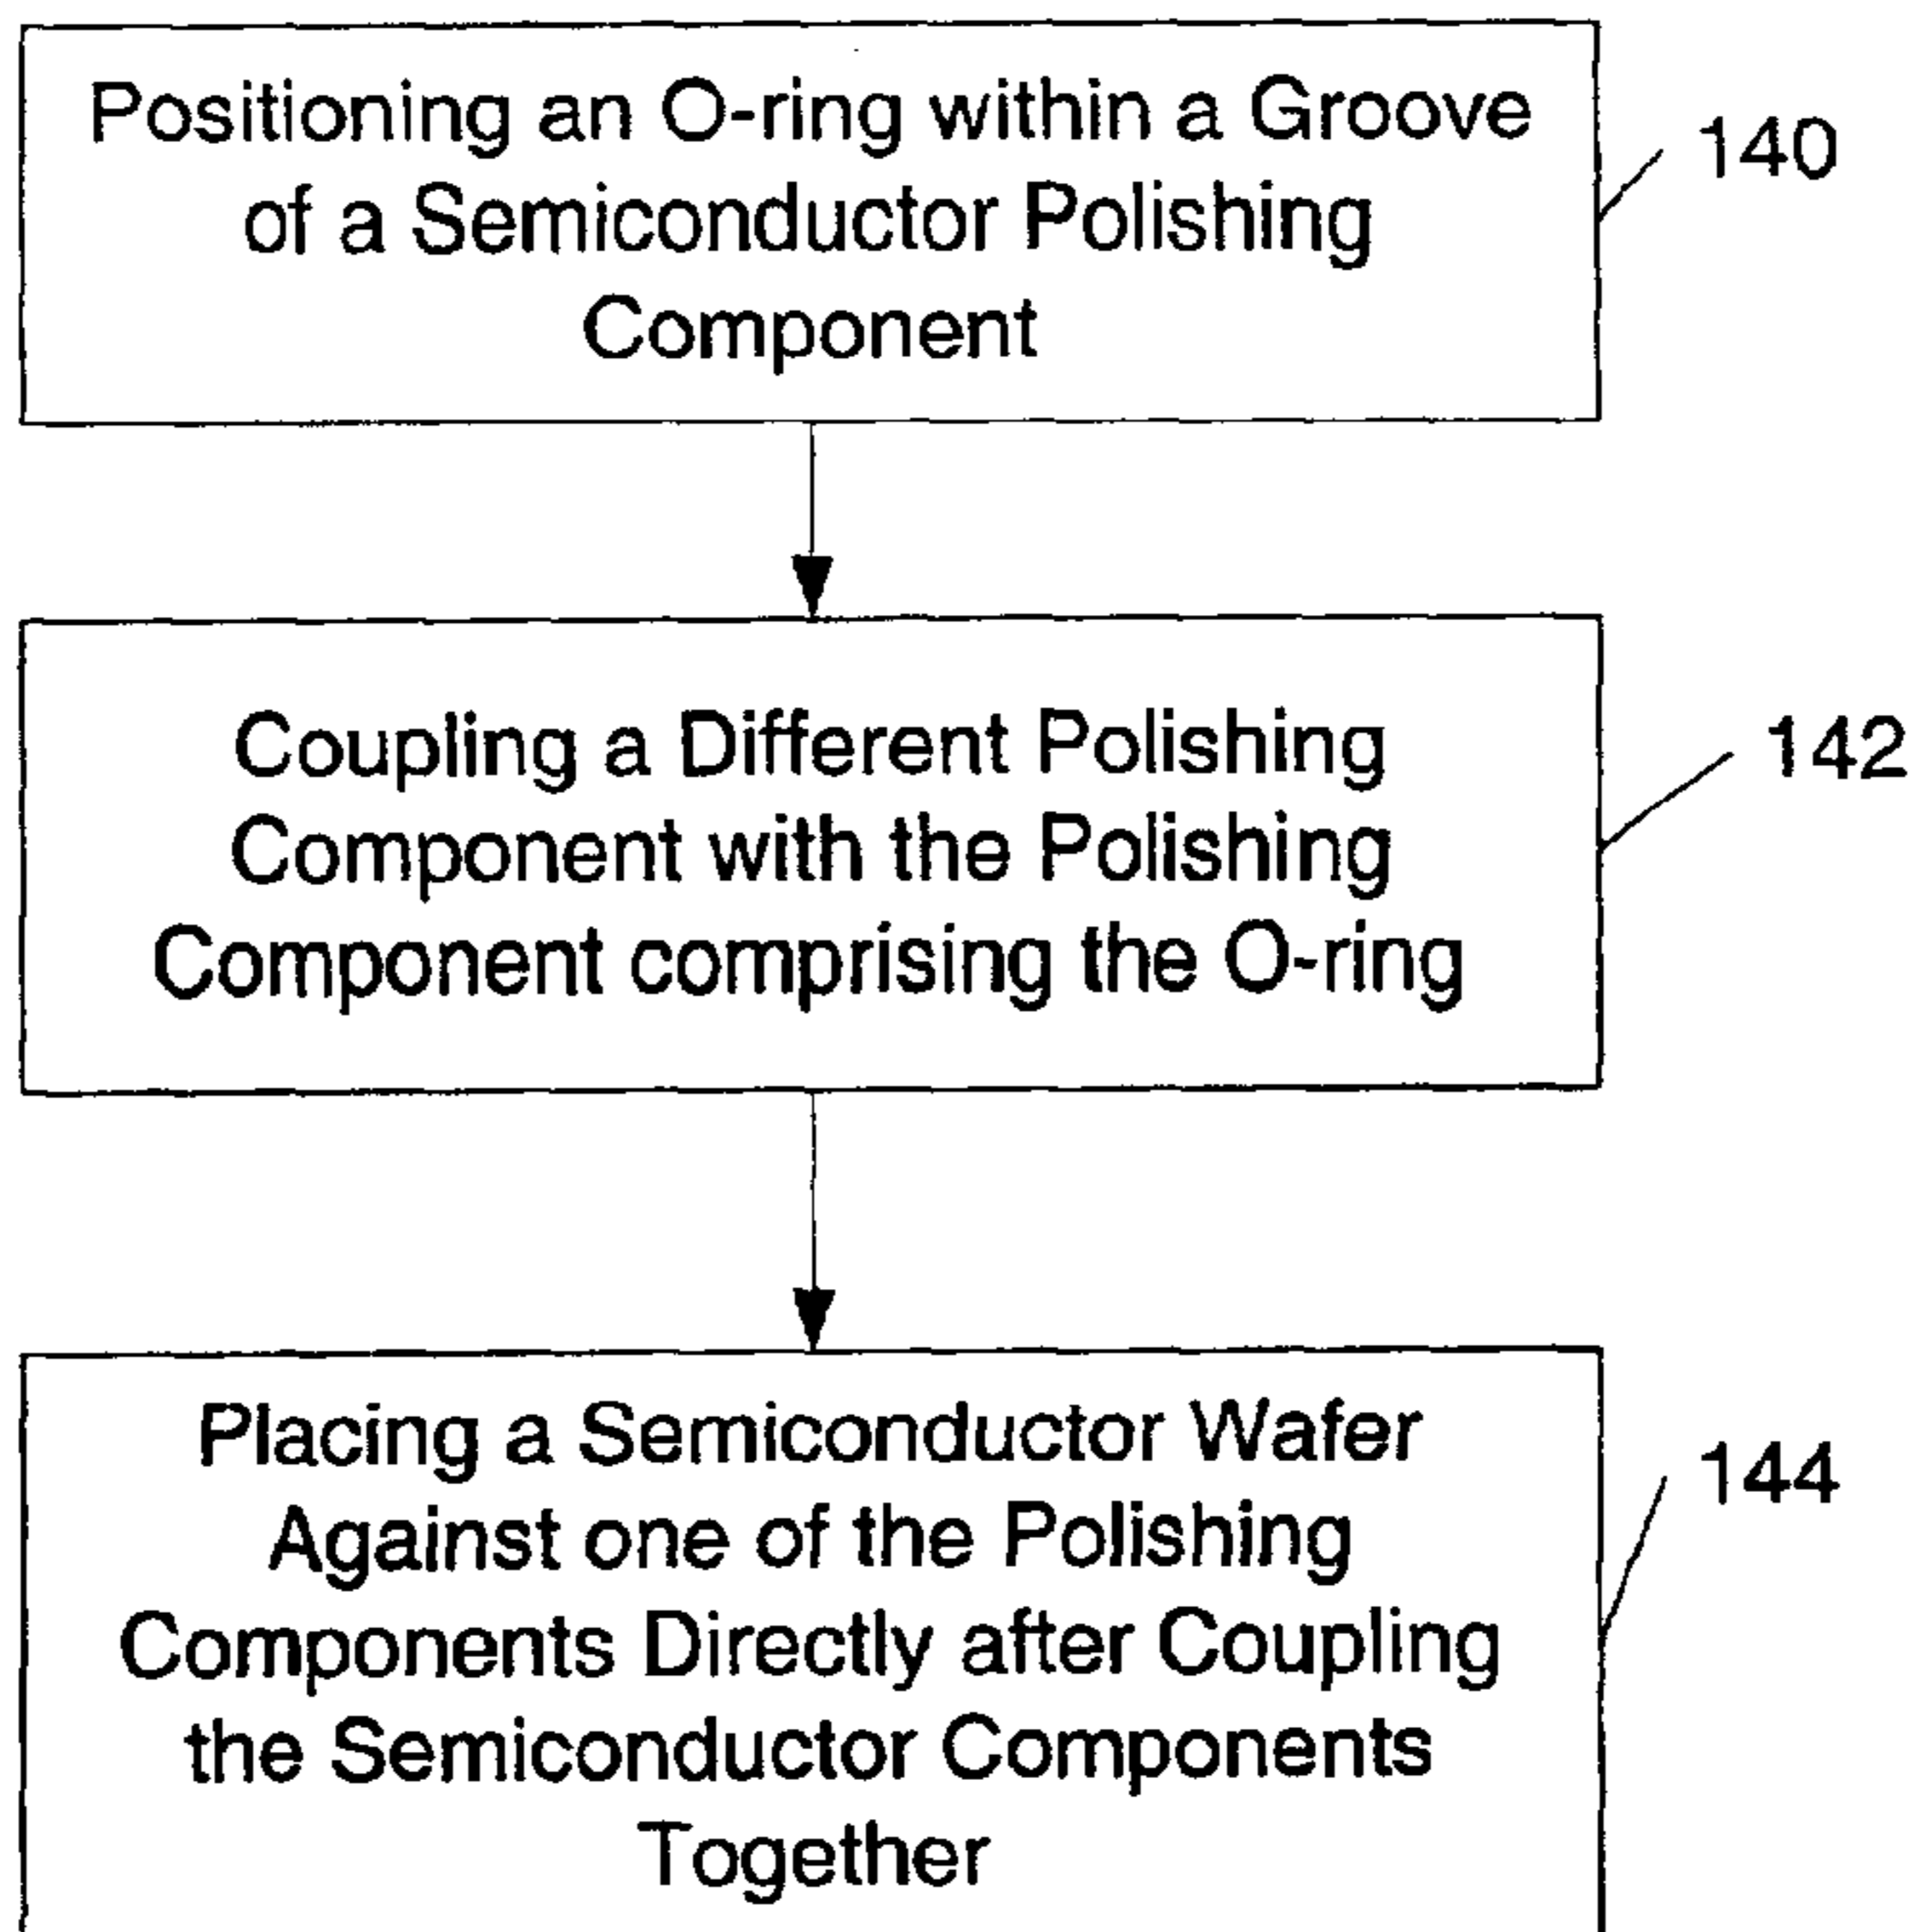 Positioning an O-ring within a Groove
of a Semiconductor Polishing
Component
140
Coupling a Different Polishing
Component with the Polishing
Component comprising the O-ring
142
Placing a Semiconductor Wafer
Against one of the Polishing
Components Directly after Coupling
the Semiconductor Components
Together
144